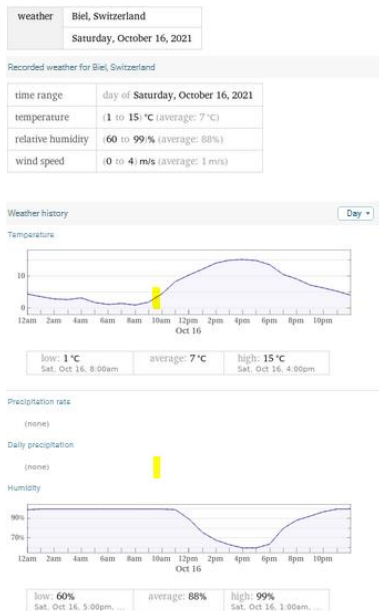 weather Biel, Switzerland
Saturday, October 16, 2021
Recorded weather for Biel, Switzerland
time range day of Saturday, October 16, 2021
temperature (1 to 15) °C (average: 7 °C)
relative humidity (60 to 99)% (average: 88%)
wind speed (0 to 4) m/s (average: 1 m/s)
Weather history Day
Temperature
10
0
12am 2am 4am 6am 8am 10am 12pm 2pm 4pm 6pm 8pm 10pm
Oct 16
low: 1 °C average: 7 °C high: 15 °C
Sat, Oct 16, 8:00am Sat, Oct 16, 4:00pm
Precipitation rate
(none)
Daily precipitation
(none)
Humidity
90%
70%
12am 2am 4am 6am 8am 10am 12pm 2pm 4pm 6pm 8pm 10pm
Oct 16
low: 60% average: 88% high: 99%
Sat, Oct 16, 5:00pm, ... Sat, Oct 16, 1:00am, ...